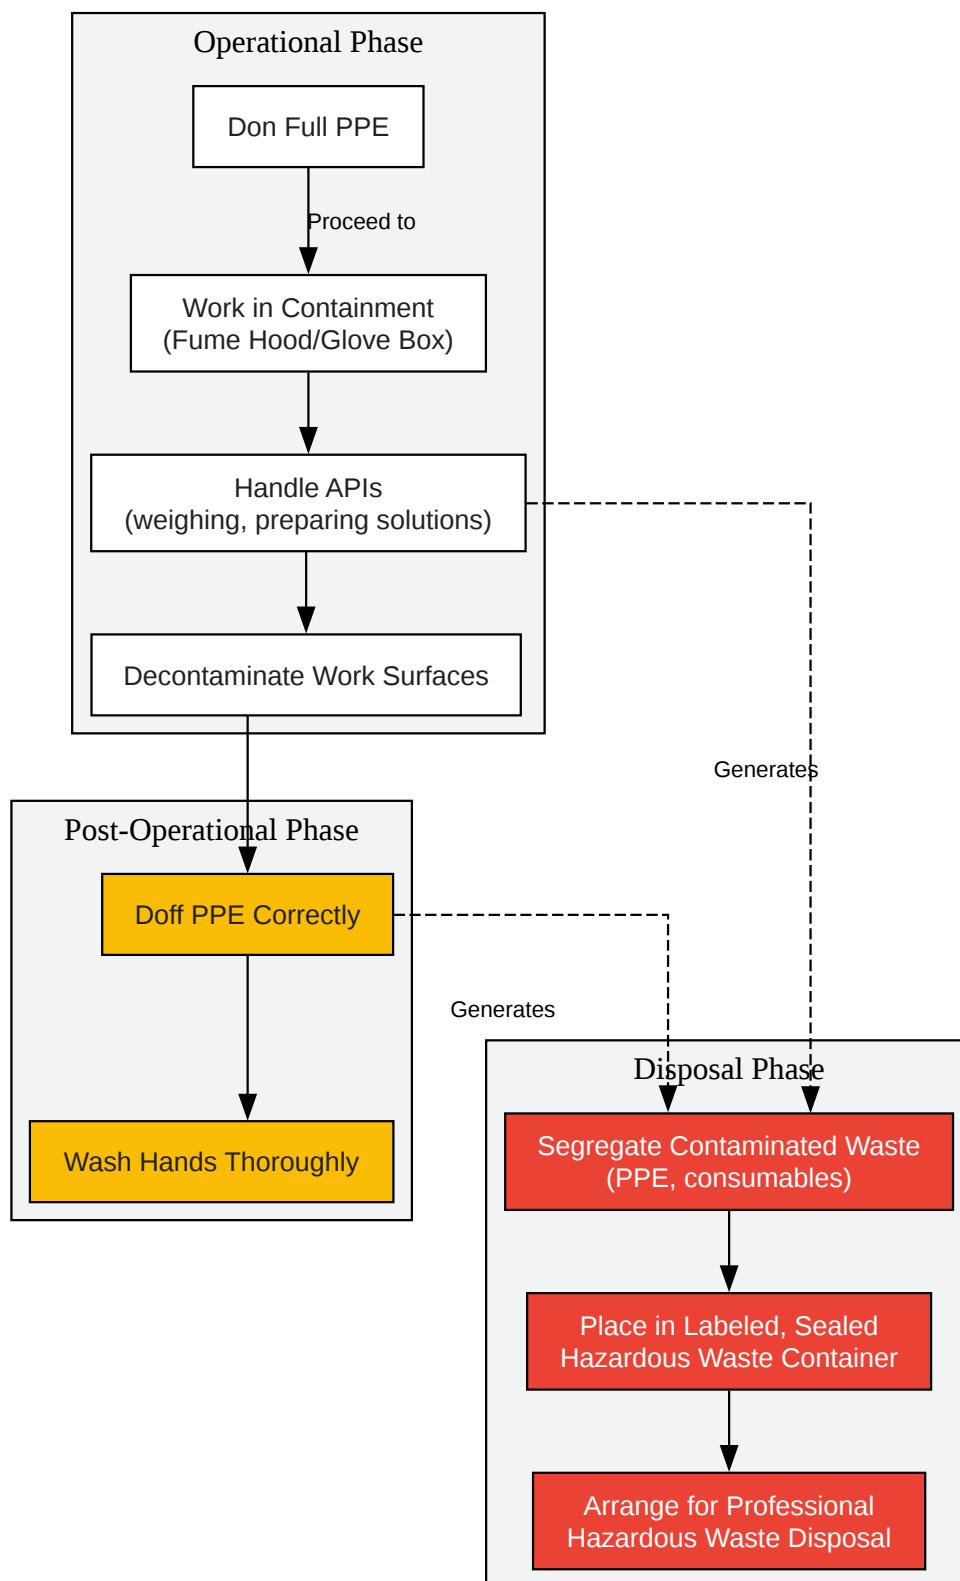 Operational Phase
Don Full PPE
Proceed to
Work in Containment
(Fume Hood/Glove Box)
Handle APIs
(weighing, preparing solutions)
Decontaminate Work Surfaces
Generates
Post-Operational Phase
Doff PPE Correctly
Generates
Wash Hands Thoroughly
Disposal Phase
Segregate Contaminated Waste
(PPE, consumables)
Place in Labeled, Sealed
Hazardous Waste Container
Arrange for Professional
Hazardous Waste Disposal